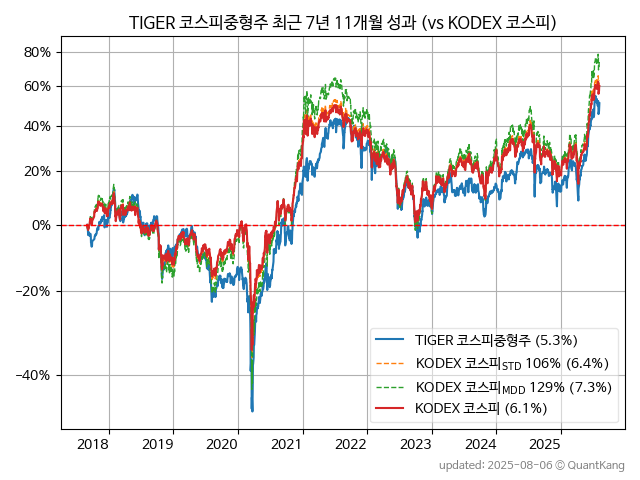 TIGER 코스피중형주 최근 7년 11개월 성과 (vs KODEX 코스피)
80%
60%
40%
20%
0%
−20%
−40%
TIGER 코스피중형주 (5.3%)
KODEX 코스피STD 106% (6.4%)
KODEX 코스피MDD 129% (7.3%)
KODEX 코스피 (6.1%)
2018 2019 2020 2021 2022 2023 2024 2025
updated: 2025-08-06 © QuantKang